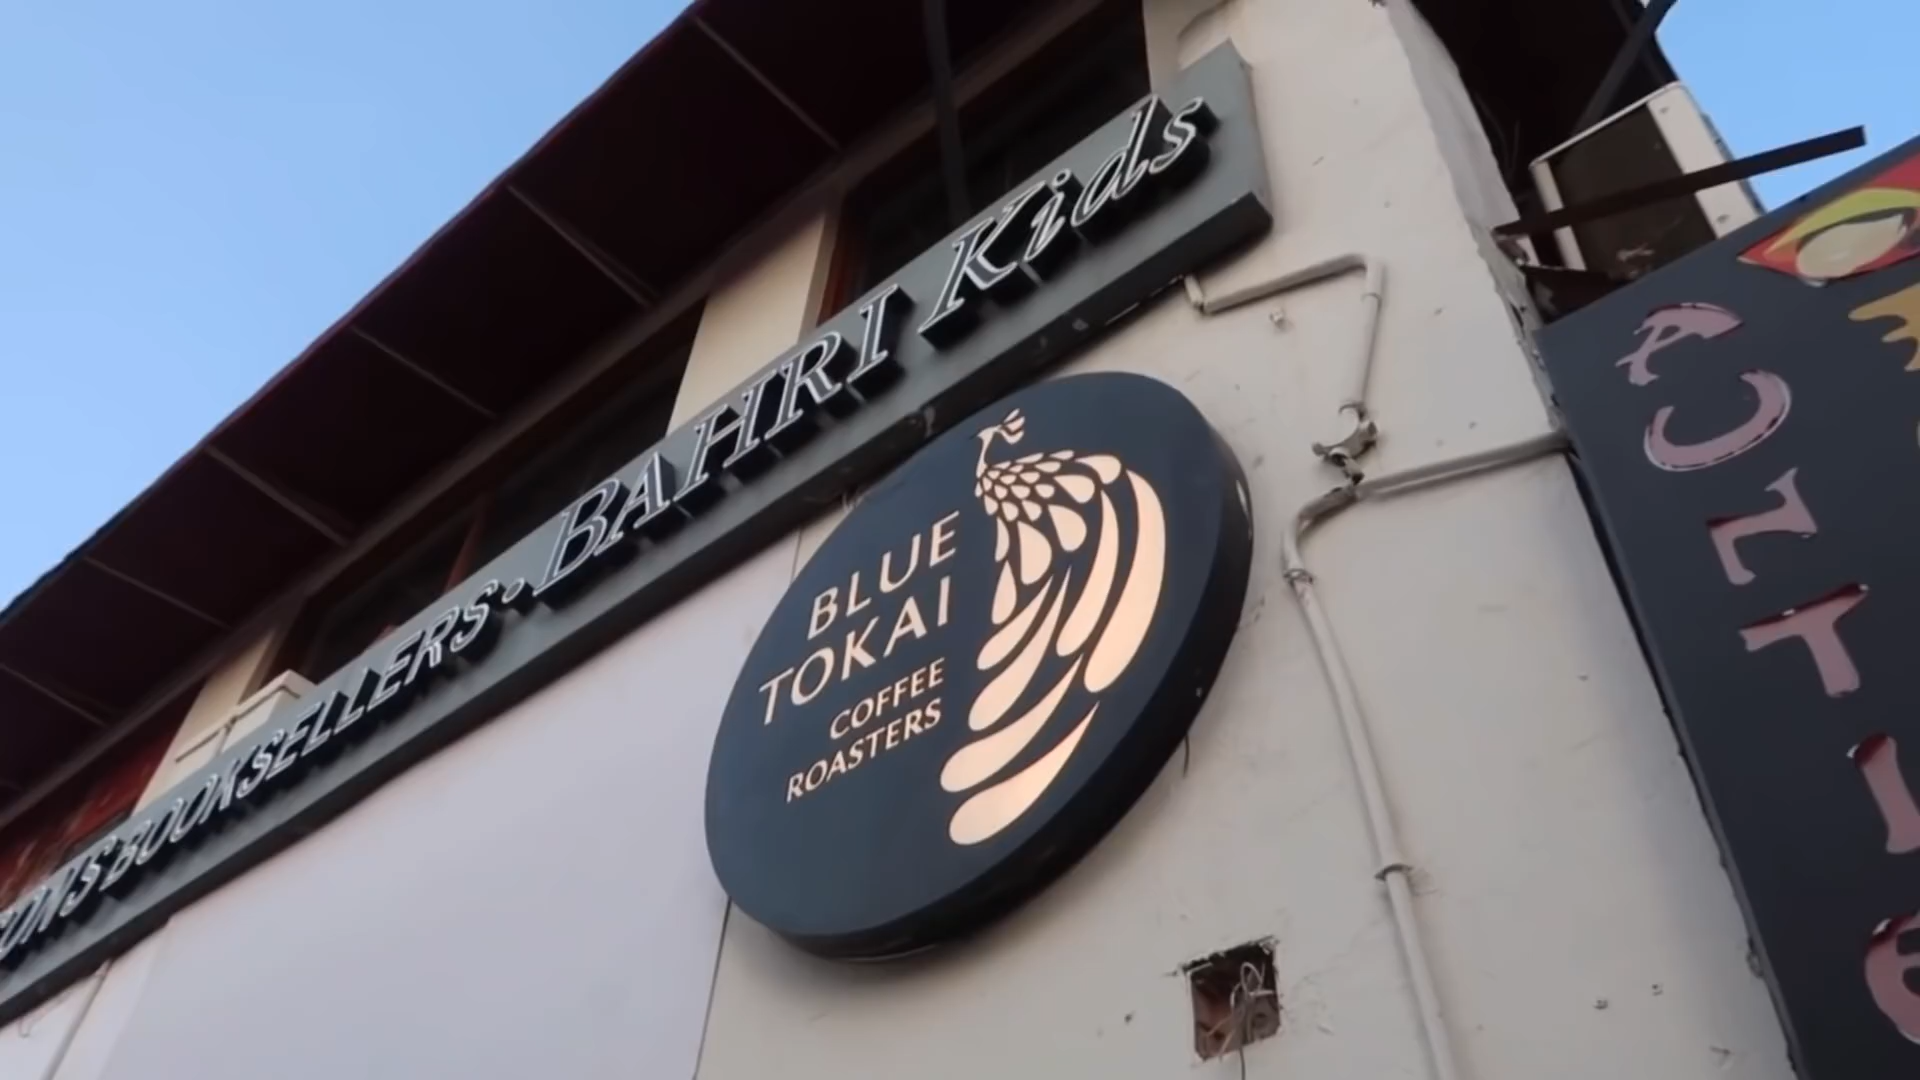 BOOKSELLERS • BAHRI Kids
BLUE
TOKAI
COFFEE
ROASTERS